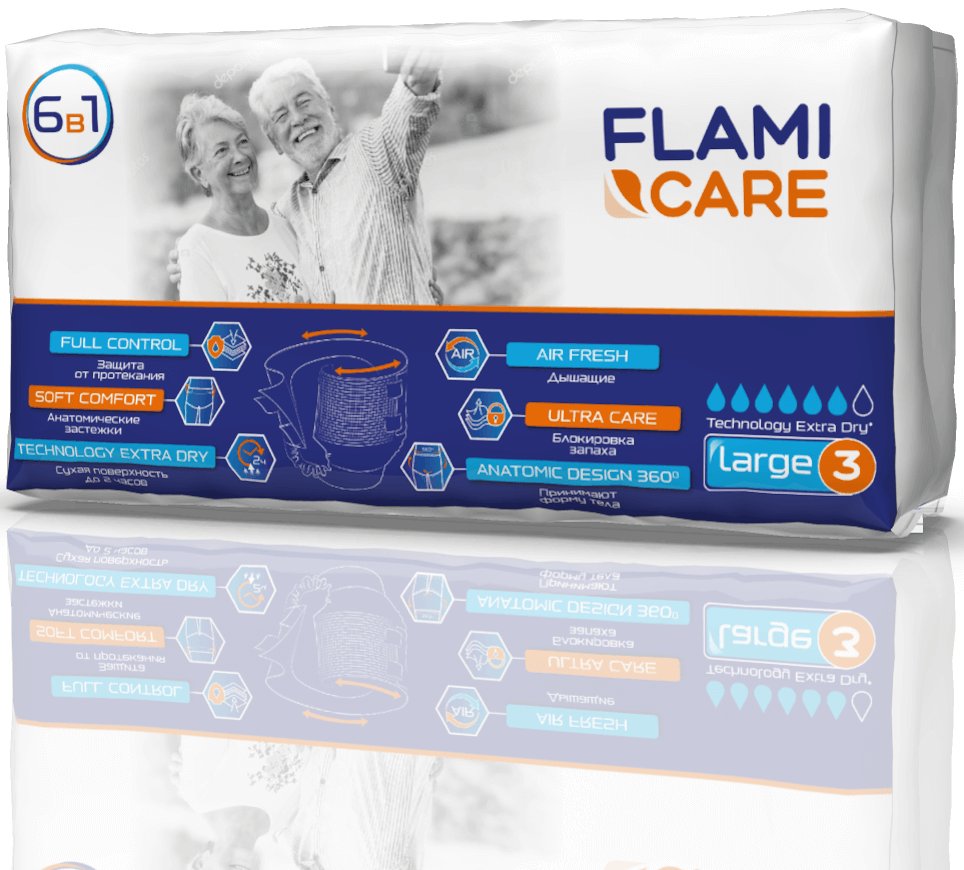 6в1
FLAMI
CARE
FULL CONTROL
Защита
от протекания
SOFT COMFORT
Анатомические
застежки
TECHNOLOGY EXTRA DRY
2ч
Сухая поверхность
до 2 часов
AIR
AIR FRESH
Дышащие
ULTRA CARE
Блокировка
запаха
ANATOMIC DESIGN 360⁰
Принимают
форму тела
Technology Extra Dry*
large 3